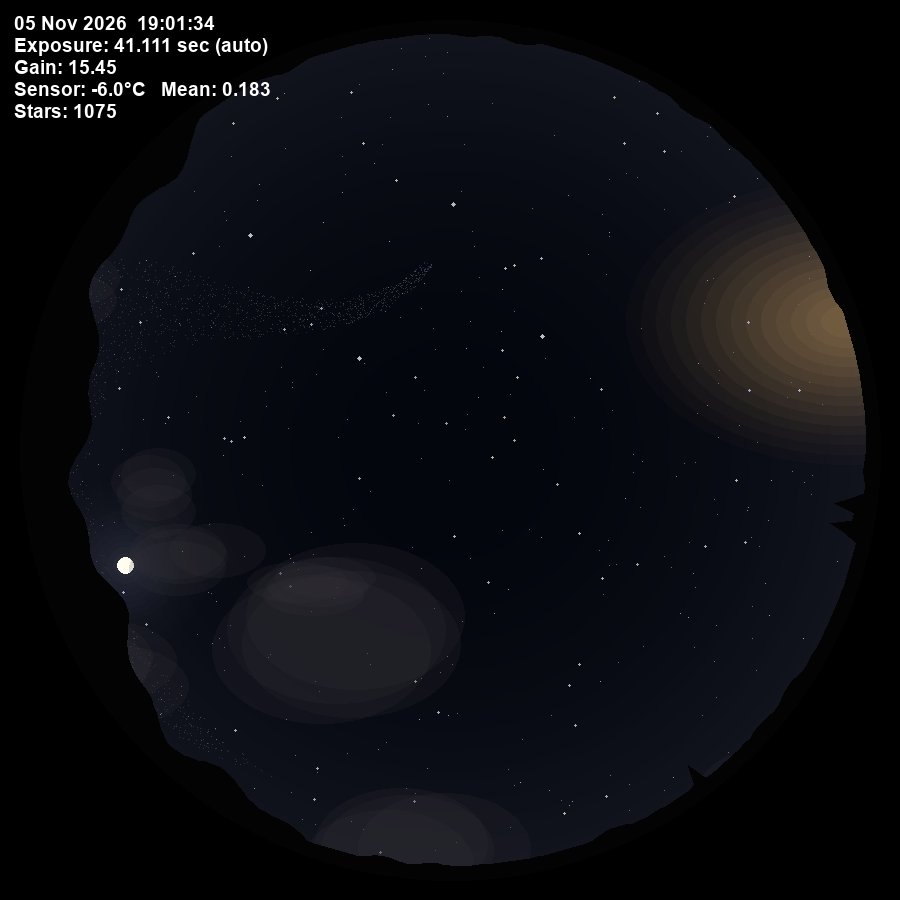 05 Nov 2026  19:01:34
Exposure: 41.111 sec (auto)
Gain: 15.45
Sensor: -6.0°C   Mean: 0.183
Stars: 1075